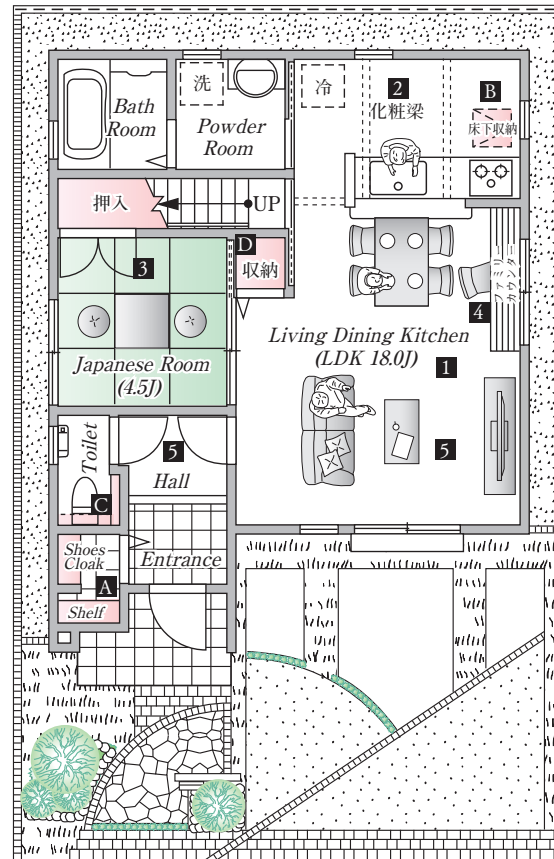 洗
冷
2
化粧梁
B
床下収納
Bath
Room
Powder
Room
押入
UP
D
収納
3
ファミリー
カウンター
4
Japanese Room
(4.5J)
Living Dining Kitchen
(LDK 18.0J)
1
5
Toilet
5
Hall
C
Shoes
Cloak
Entrance
A
Shelf